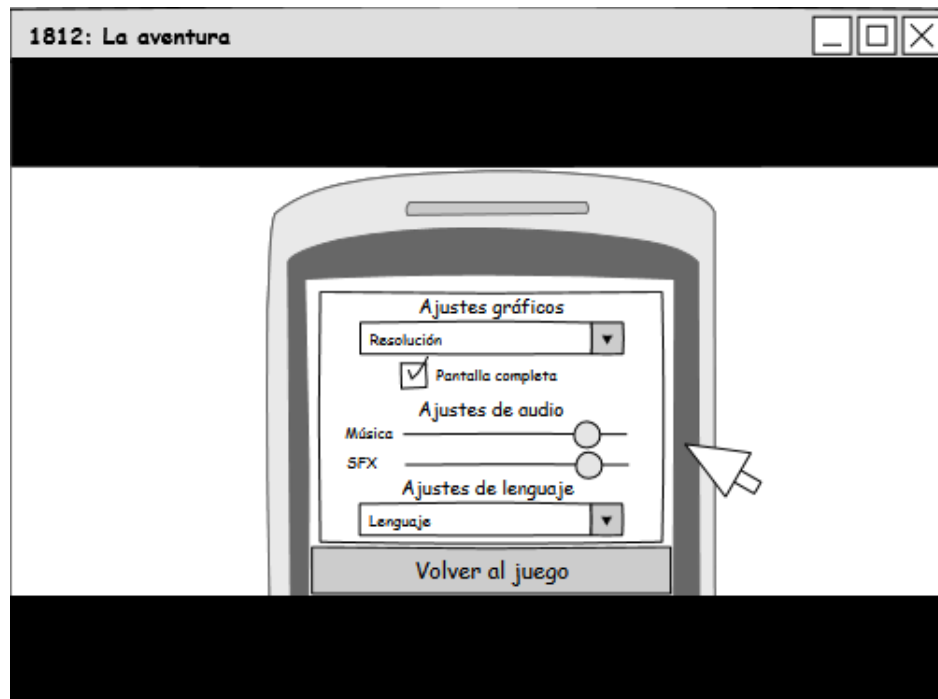 1812: La aventura
Ajustes gráficos
Resolución
Pantalla completa
Ajustes de audio
Música
SFX
Ajustes de lenguaje
Lenguaje
Volver al juego